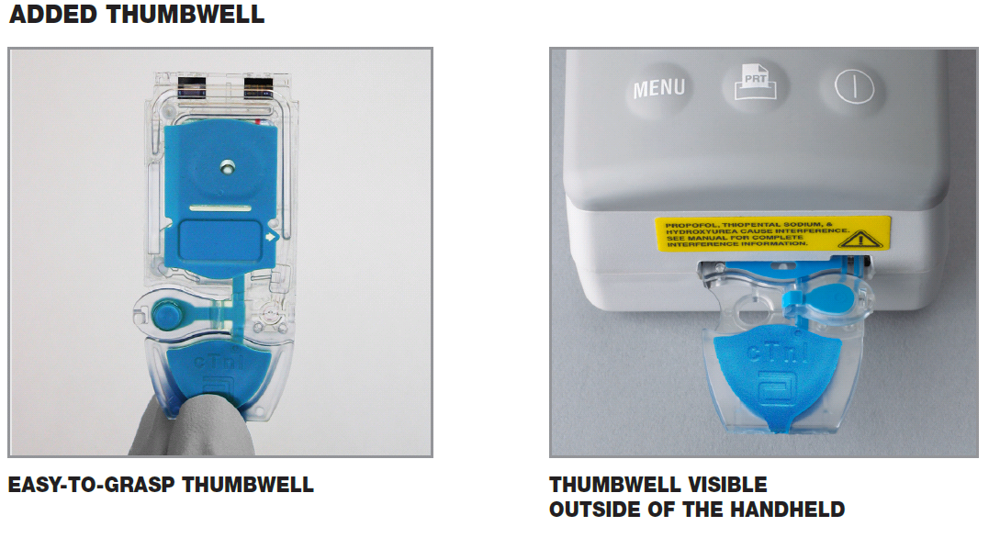 ADDED THUMBWELL
cTnI
MENU
PRT
PROPOFOL, THIOPENTAL SODIUM, &
HYDROXYUREA CAUSE INTERFERENCE.
SEE MANUAL FOR COMPLETE
INTERFERENCE INFORMATION.
cTnI
EASY-TO-GRASP THUMBWELL
THUMBWELL VISIBLE
OUTSIDE OF THE HANDHELD